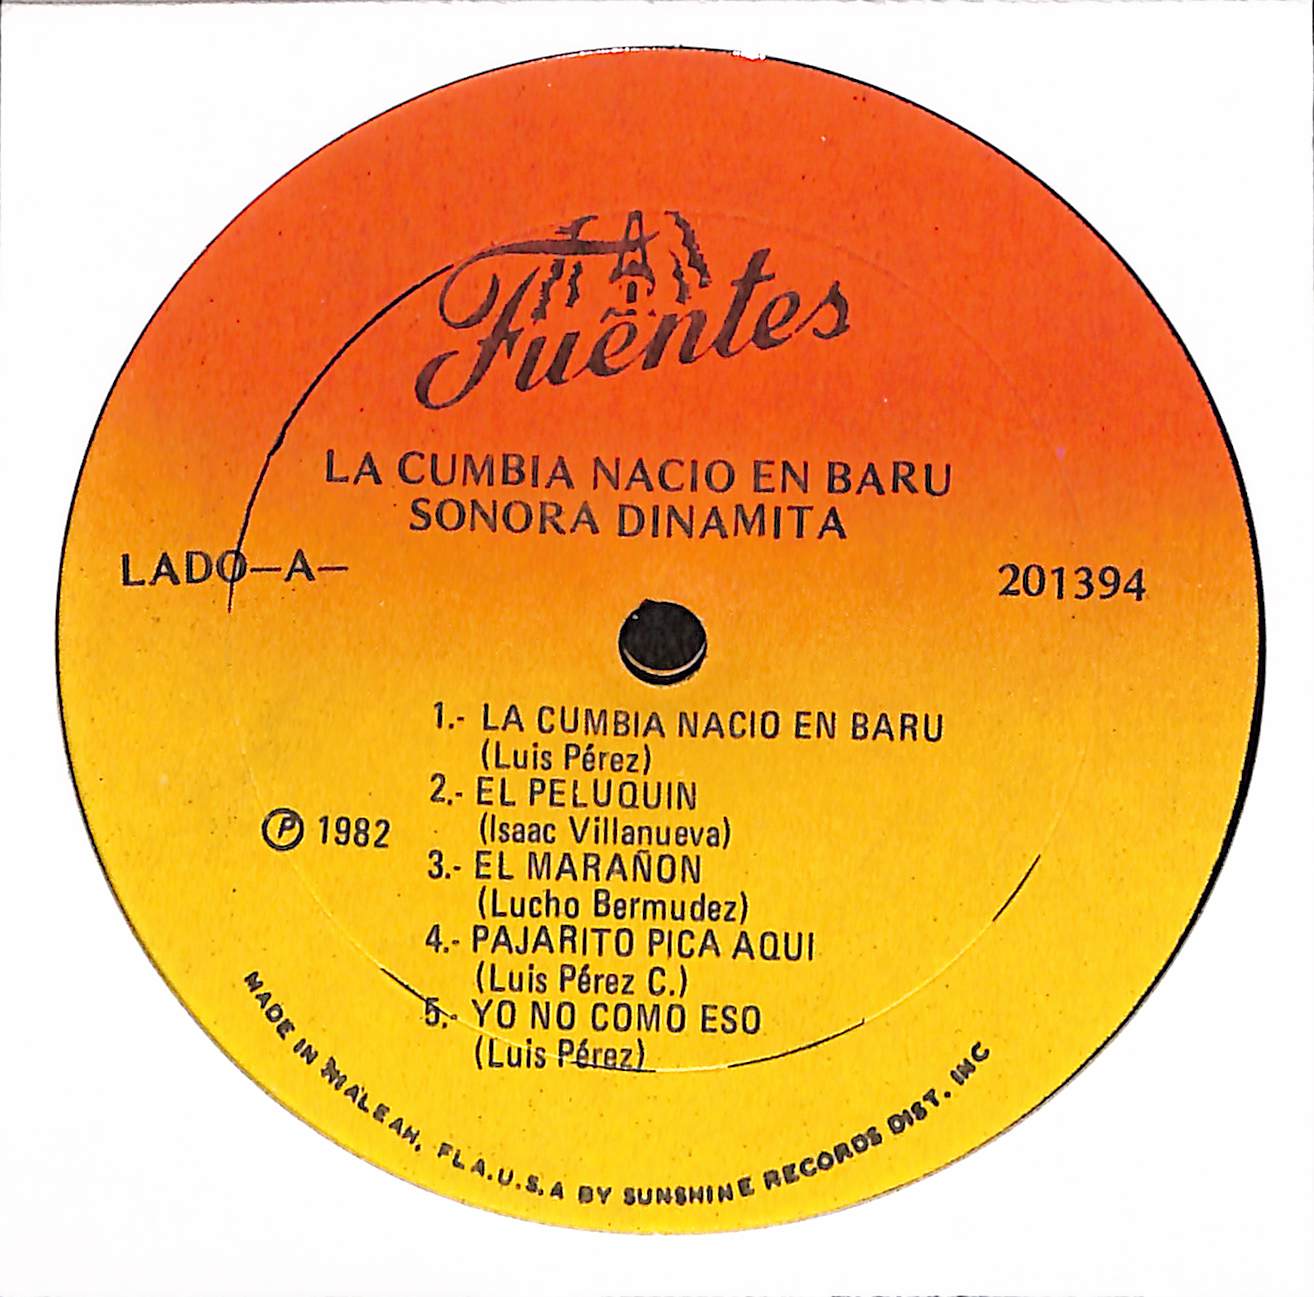 Fuentes
LA CUMBIA NACIO EN BARU
SONORA DINAMITA
LADO—A—
201394
1.- LA CUMBIA NACIO EN BARU
(Luis Pérez)
2.- EL PELUQUIN
(Isaac Villanueva)
℗ 1982
3.- EL MARAÑON
(Lucho Bermudez)
4.- PAJARITO PICA AQUI
(Luis Pérez C.)
5.- YO NO COMO ESO
(Luis Pérez)
MADE IN HIALEAH, FLA.U.S.A BY SUNSHINE RECORDS DIST. INC